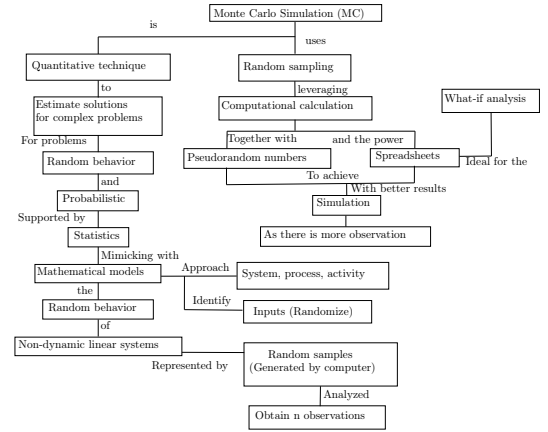 Monte Carlo Simulation (MC)
is
uses
Quantitative technique
Random sampling
to
leveraging
Estimate solutions
for complex problems
Computational calculation
What-if analysis
For problems
Together with
and the power
Random behavior
Pseudorandom numbers
Spreadsheets
Ideal for the
and
To achieve
Probabilistic
With better results
Simulation
Supported by
Statistics
As there is more observation
Mimicking with
Mathematical models
Approach
System, process, activity
the
Identify
Random behavior
Inputs (Randomize)
of
Non-dynamic linear systems
Represented by
Random samples
(Generated by computer)
Analyzed
Obtain n observations